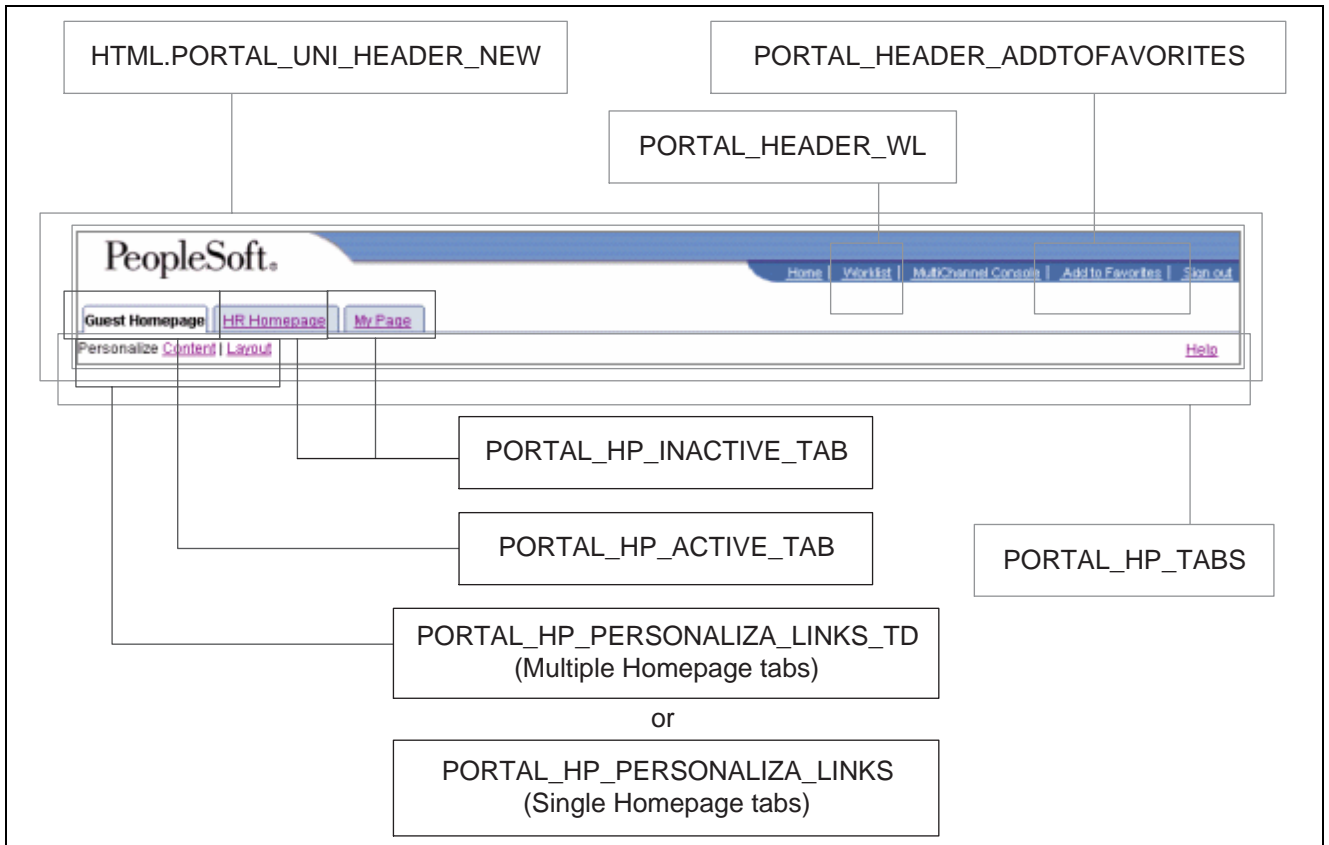 HTML.PORTAL_UNI_HEADER_NEW
PORTAL_HEADER_ADDTOFAVORITES
PORTAL_HEADER_WL
PeopleSoft®
Home | Worklist | MultiChannel Console | Add to Favorites | Sign out
Guest Homepage HR Homepage My Page
Personalize Content | Layout Help
PORTAL_HP_INACTIVE_TAB
PORTAL_HP_ACTIVE_TAB
PORTAL_HP_TABS
PORTAL_HP_PERSONALIZA_LINKS_TD
(Multiple Homepage tabs)
or
PORTAL_HP_PERSONALIZA_LINKS
(Single Homepage tabs)